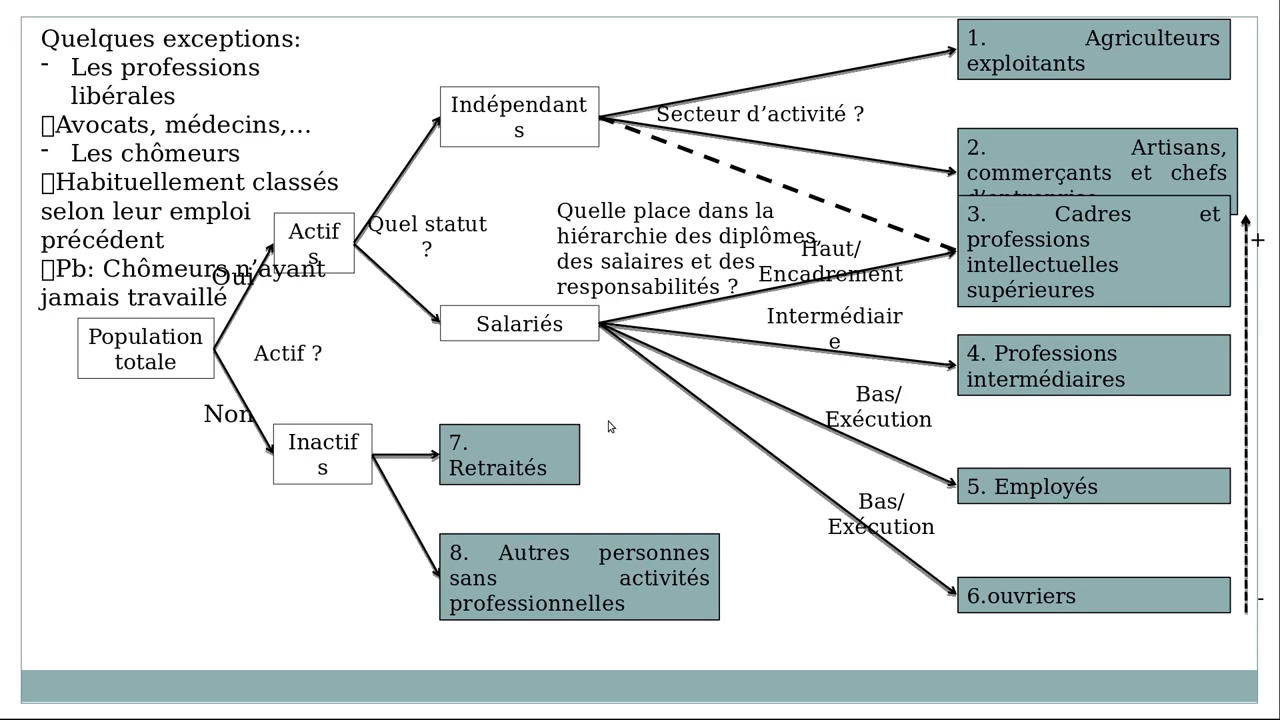 Quelques exceptions:
- Les professions
libérales
Avocats, médecins,…
- Les chômeurs
Habituellement classés
selon leur emploi
précédent
Pb: Chômeurs n’ayant
jamais travaillé
Population
totale
Oui
Actif ?
Non
Actif
s
Inactif
s
Quel statut
?
Indépendant
s
Salariés
7.
Retraités
8. Autres personnes
sans activités
professionnelles
Secteur d’activité ?
Quelle place dans la
hiérarchie des diplômes,
des salaires et des
responsabilités ?
Haut/
Encadrement
Intermédiair
e
Bas/
Exécution
Bas/
Exécution
1. Agriculteurs
exploitants
2. Artisans,
commerçants et chefs
3. Cadres et
professions
intellectuelles
supérieures
4. Professions
intermédiaires
5. Employés
6.ouvriers
+
-